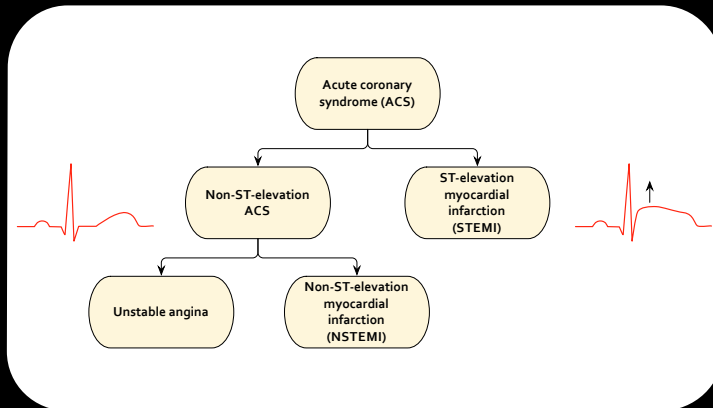 Acute coronary
syndrome (ACS)
Non-ST-elevation
ACS
ST-elevation
myocardial
infarction
(STEMI)
Unstable angina
Non-ST-elevation
myocardial
infarction
(NSTEMI)